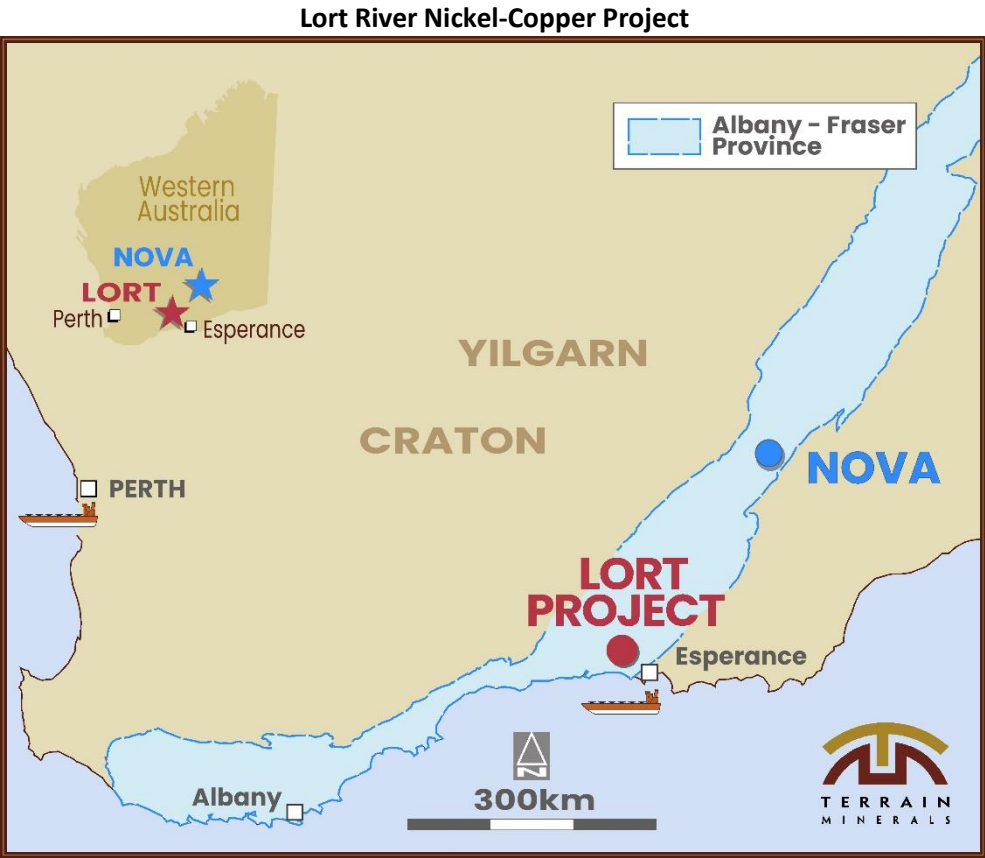 Lort River Nickel-Copper Project
Albany - Fraser
Province
Western
Australia
NOVA
LORT
Perth
Esperance
YILGARN
CRATON
PERTH
NOVA
LORT
PROJECT
Esperance
Albany
N
300km
TERRAIN
MINERALS